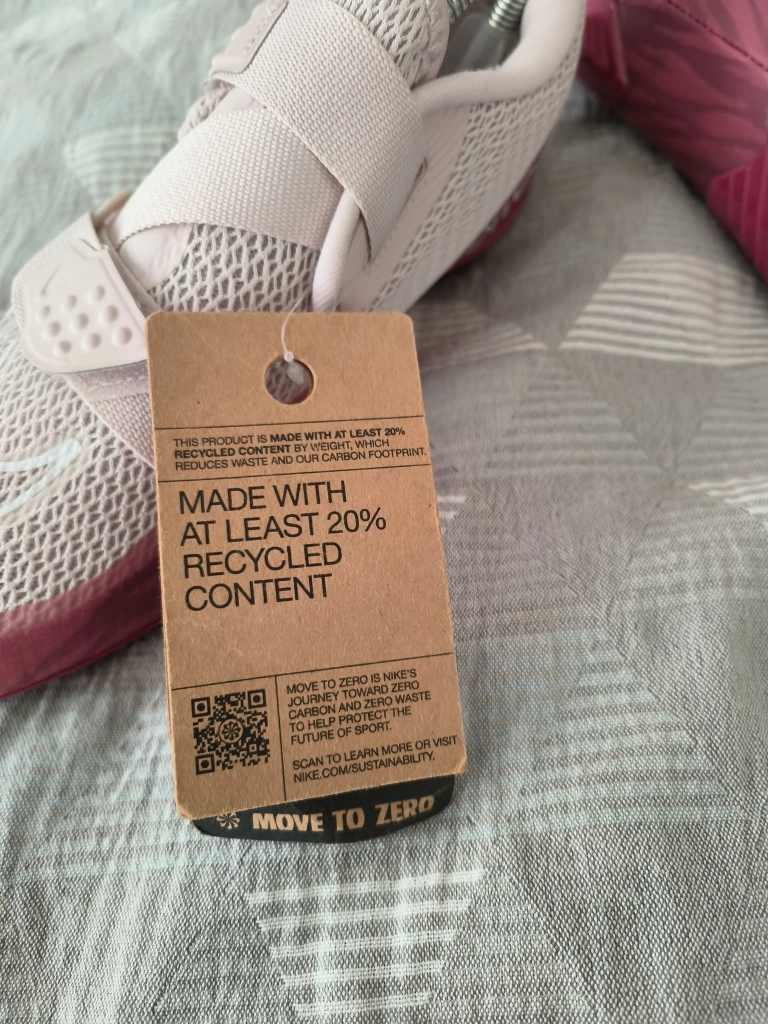 THIS PRODUCT IS MADE WITH AT LEAST 20%
RECYCLED CONTENT BY WEIGHT, WHICH
REDUCES WASTE AND OUR CARBON FOOTPRINT.
MADE WITH
AT LEAST 20%
RECYCLED
CONTENT
MOVE TO ZERO IS NIKE'S
JOURNEY TOWARD ZERO
CARBON AND ZERO WASTE
TO HELP PROTECT THE
FUTURE OF SPORT.
SCAN TO LEARN MORE OR VISIT
NIKE.COM/SUSTAINABILITY.
MOVE TO ZERO